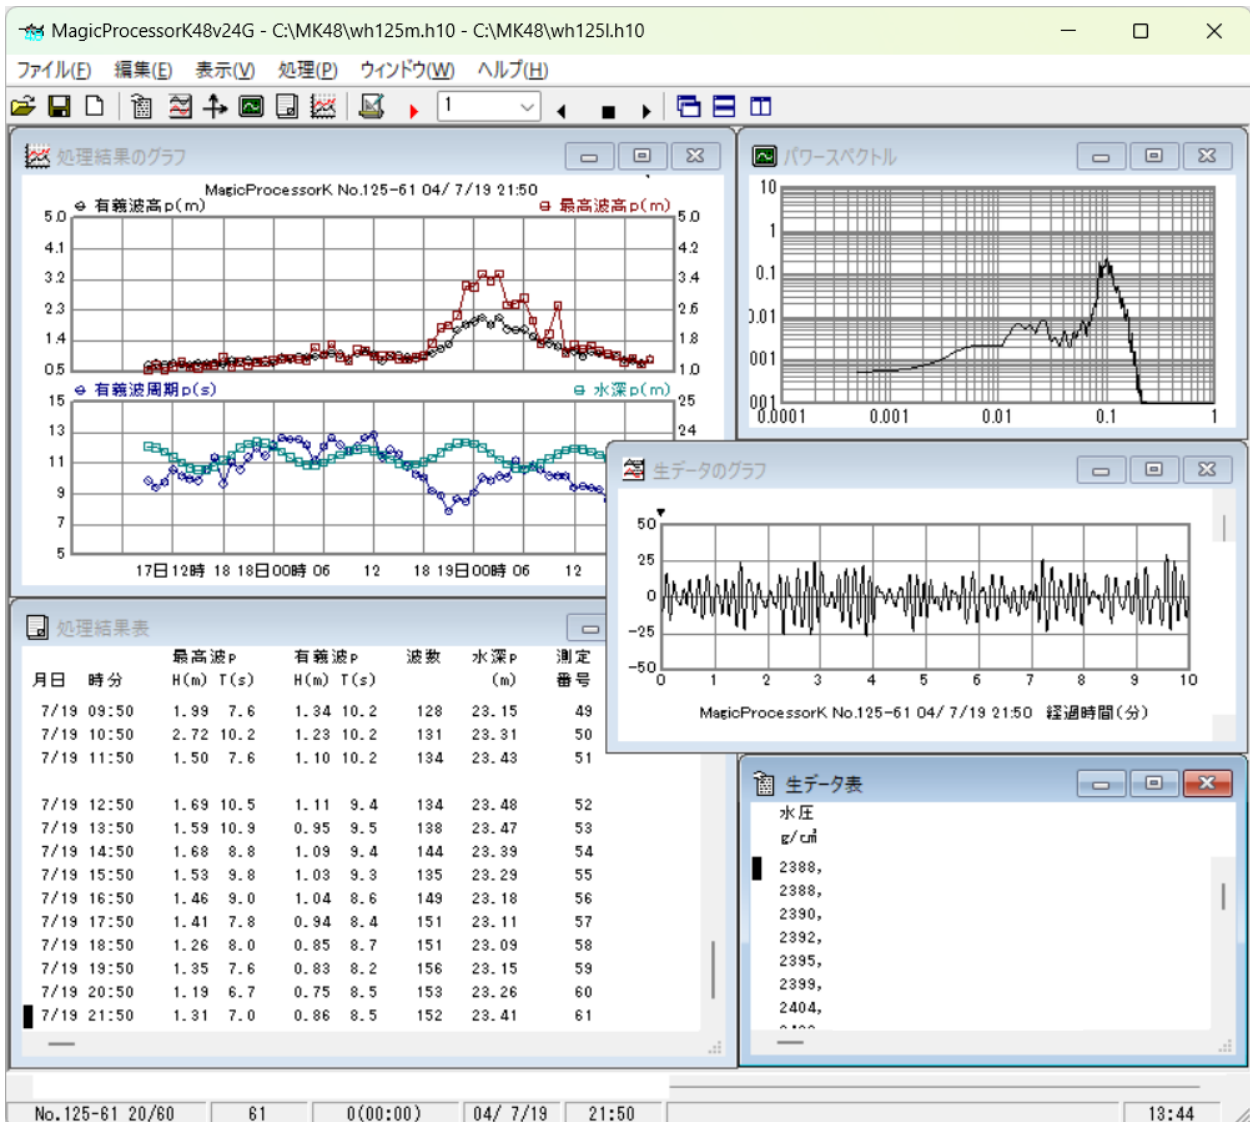 MagicProcessorK48v24G - C:\MK48\wh125m.h10 - C:\MK48\wh125l.h10
ファイル(F) 編集(E) 表示(V) 処理(P) ウィンドウ(W) ヘルプ(H)
1
処理結果のグラフ
MagicProcessorK No.125-61 04/ 7/19 21:50
有義波高p(m) 最高波高p(m)
5.0 5.0
4.1 4.2
3.2 3.4
2.3 2.6
1.4 1.8
0.5 1.0
有義波周期p(s) 水深p(m)
15 25
13 24
11
9
7
5
17日12時 18 18日00時 06 12 18 19日00時 06 12
パワースペクトル
10
1
0.1
0.01
001
001
0.0001 0.001 0.01 0.1 1
生データのグラフ
50
25
0
-25
-50
0 1 2 3 4 5 6 7 8 9 10
MagicProcessorK No.125-61 04/ 7/19 21:50 経過時間(分)
処理結果表
最高波P 有義波P 波数 水深P 測定
月日 時分 H(m) T(s) H(m) T(s) (m) 番号
7/19 09:50 1.99 7.6 1.34 10.2 128 23.15 49
7/19 10:50 2.72 10.2 1.23 10.2 131 23.31 50
7/19 11:50 1.50 7.6 1.10 10.2 134 23.43 51
7/19 12:50 1.69 10.5 1.11 9.4 134 23.48 52
7/19 13:50 1.59 10.9 0.95 9.5 138 23.47 53
7/19 14:50 1.68 8.8 1.09 9.4 144 23.39 54
7/19 15:50 1.53 9.8 1.03 9.3 135 23.29 55
7/19 16:50 1.46 9.0 1.04 8.6 149 23.18 56
7/19 17:50 1.41 7.8 0.94 8.4 151 23.11 57
7/19 18:50 1.26 8.0 0.85 8.7 151 23.09 58
7/19 19:50 1.35 7.6 0.83 8.2 156 23.15 59
7/19 20:50 1.19 6.7 0.75 8.5 153 23.26 60
7/19 21:50 1.31 7.0 0.86 8.5 152 23.41 61
生データ表
水圧
g/c㎡
2388,
2388,
2390,
2392,
2395,
2399,
2404,
No.125-61 20/60 61 0(00:00) 04/ 7/19 21:50 13:44